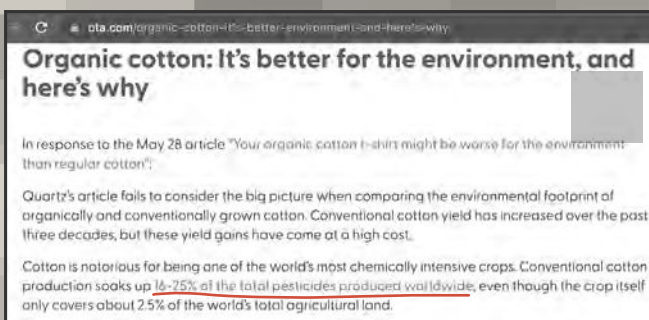 ota.com/organic-cotton-it's-better-environment-and-here's-why
Organic cotton: It's better for the environment, and
here's why
In response to the May 28 article "Your organic cotton t-shirt might be worse for the environment
than regular cotton":
Quartz's article fails to consider the big picture when comparing the environmental footprint of
organically and conventionally grown cotton. Conventional cotton yield has increased over the past
three decades, but these yield gains have come at a high cost.
Cotton is notorious for being one of the world's most chemically intensive crops. Conventional cotton
production soaks up 16-25% of the total pesticides produced worldwide, even though the crop itself
only covers about 2.5% of the world's total agricultural land.